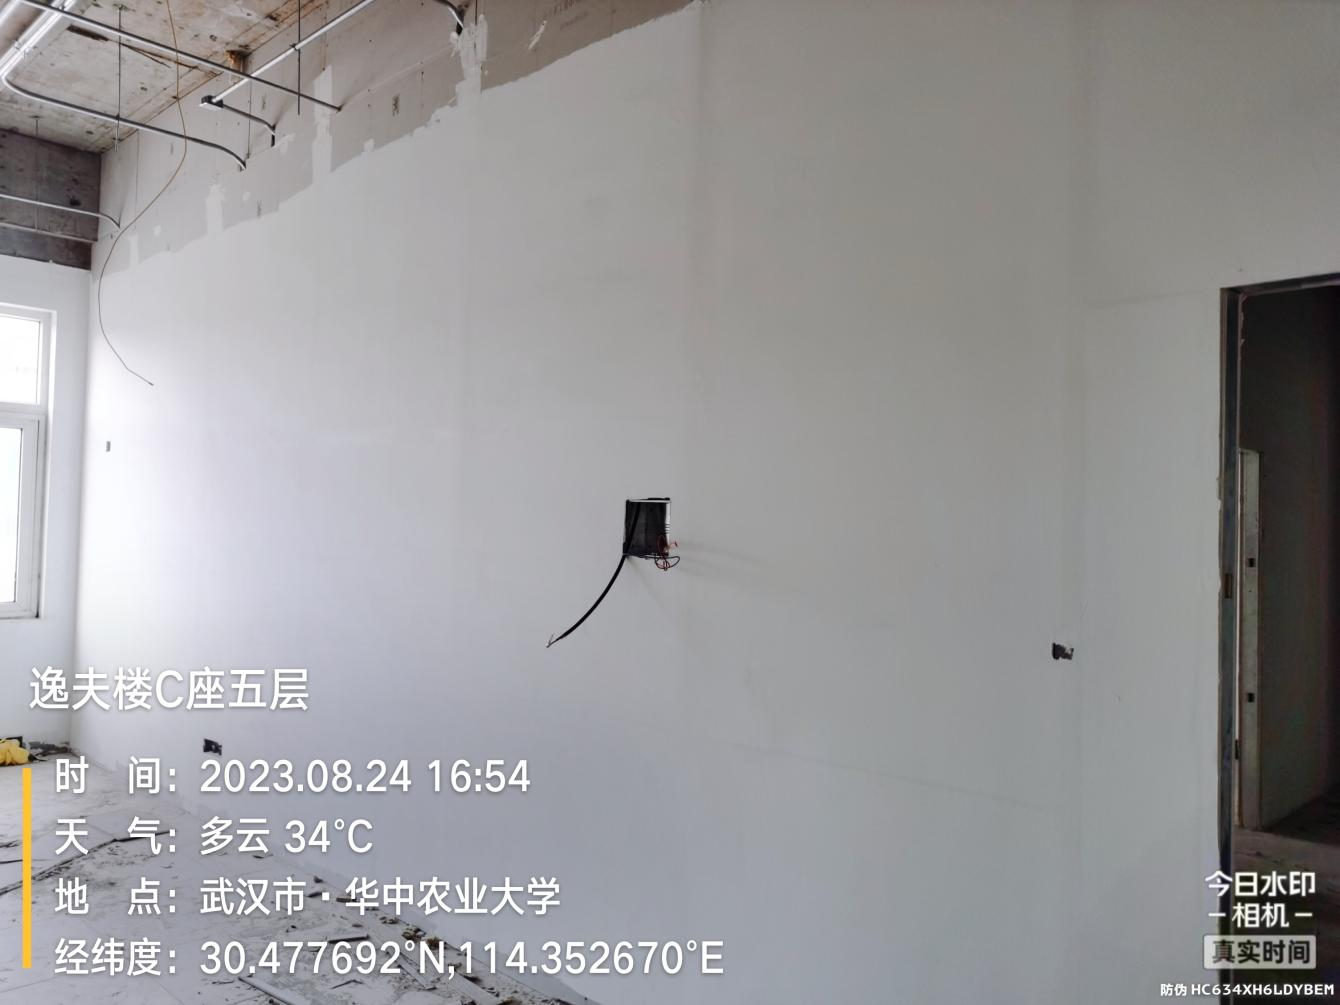 逸夫楼C座五层
时 间：2023.08.24 16:54
天 气：多云 34℃
地 点：武汉市·华中农业大学
经纬度：30.477692°N,114.352670°E
今日水印
-相机-
真实时间
防伪 HC634XH6LDYBEM